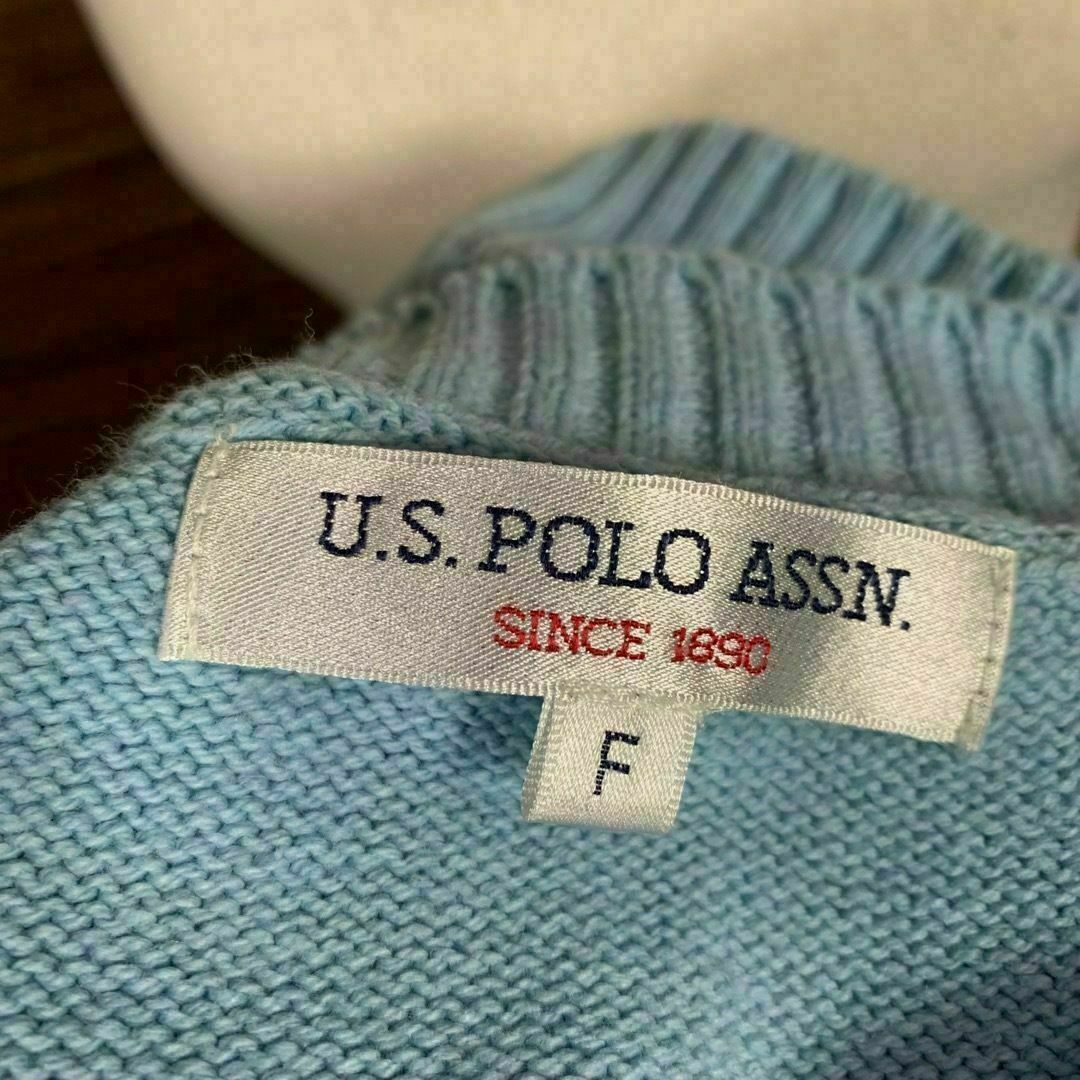 U.S. POLO ASSN.
SINCE 1890
F